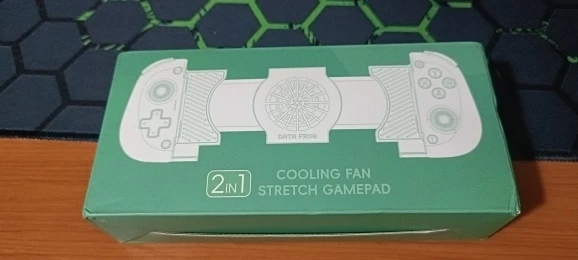 DATA FROG
2IN1
COOLING FAN
STRETCH GAMEPAD